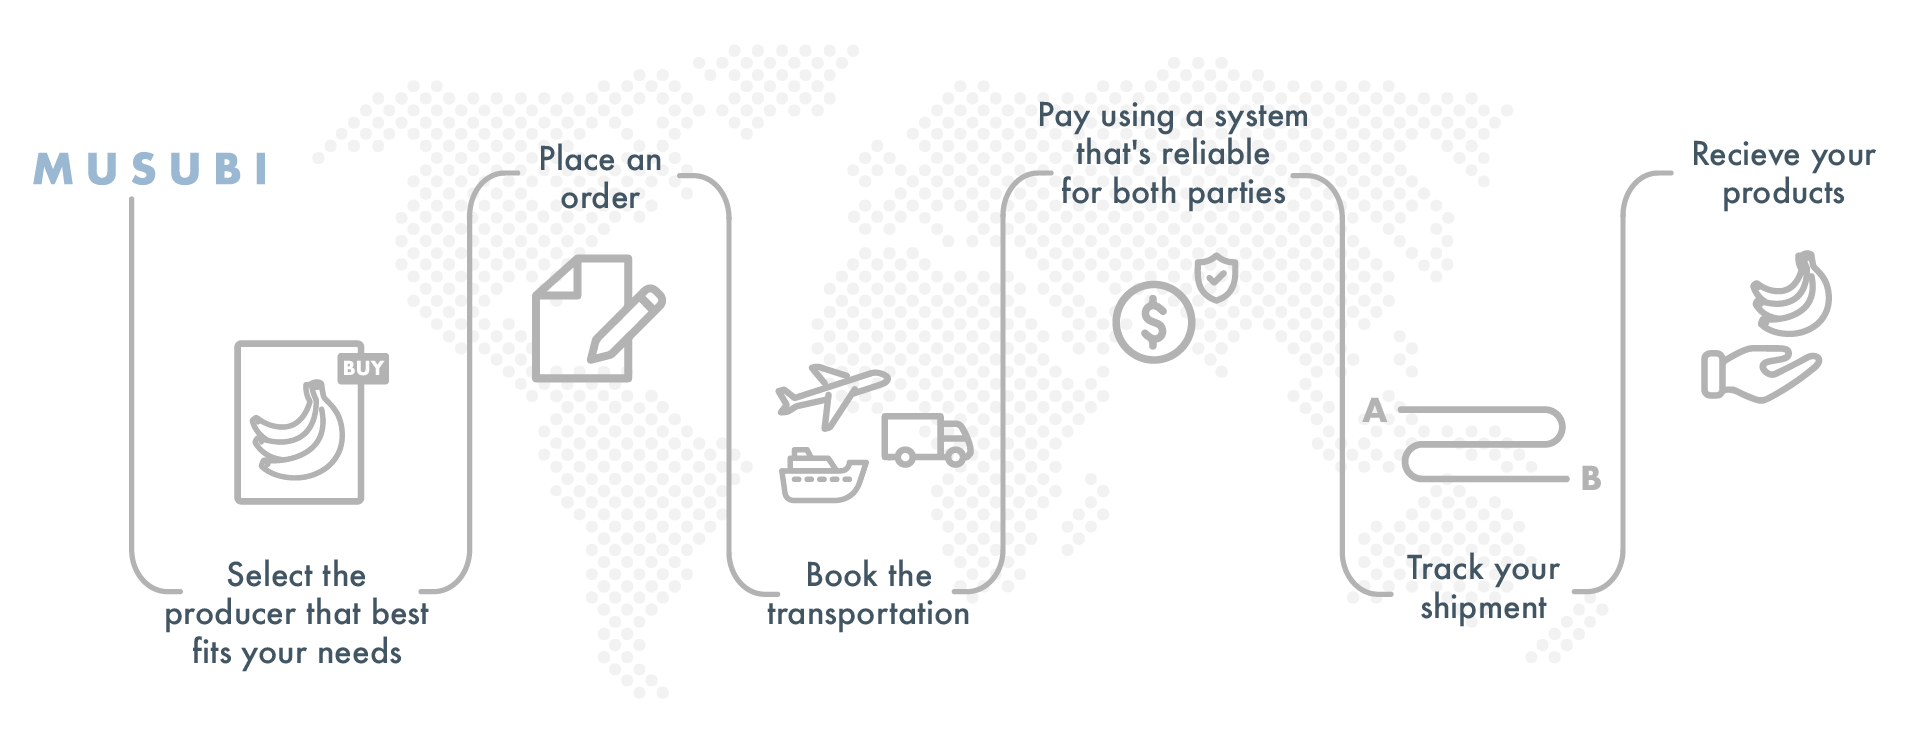 MUSUBI
BUY
Select the
producer that best
fits your needs
Place an
order
Book the
transportation
Pay using a system
that's reliable
for both parties
$
A
B
Track your
shipment
Recieve your
products